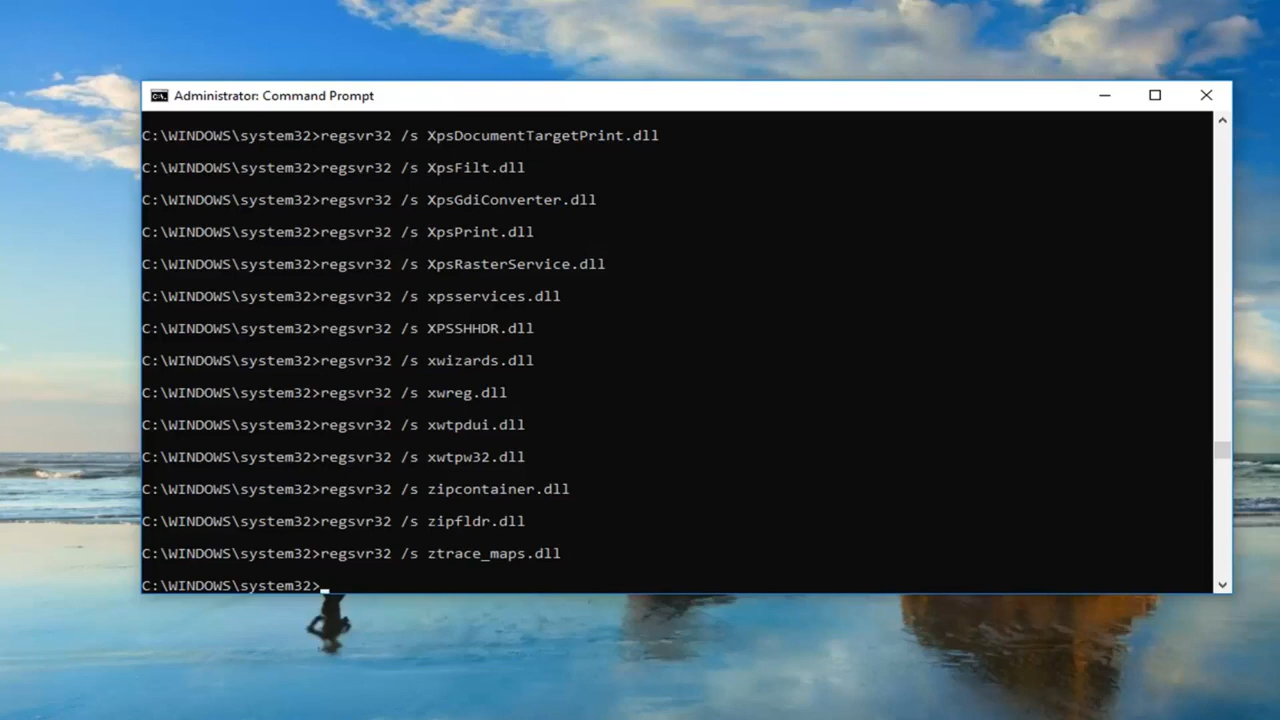 Administrator: Command Prompt
C:\WINDOWS\system32>regsvr32 /s XpsDocumentTargetPrint.dll
C:\WINDOWS\system32>regsvr32 /s XpsFilt.dll
C:\WINDOWS\system32>regsvr32 /s XpsGdiConverter.dll
C:\WINDOWS\system32>regsvr32 /s XpsPrint.dll
C:\WINDOWS\system32>regsvr32 /s XpsRasterService.dll
C:\WINDOWS\system32>regsvr32 /s xpsservices.dll
C:\WINDOWS\system32>regsvr32 /s XPSSHHDR.dll
C:\WINDOWS\system32>regsvr32 /s xwizards.dll
C:\WINDOWS\system32>regsvr32 /s xwreg.dll
C:\WINDOWS\system32>regsvr32 /s xwtpdui.dll
C:\WINDOWS\system32>regsvr32 /s xwtpw32.dll
C:\WINDOWS\system32>regsvr32 /s zipcontainer.dll
C:\WINDOWS\system32>regsvr32 /s zipfldr.dll
C:\WINDOWS\system32>regsvr32 /s ztrace_maps.dll
C:\WINDOWS\system32>